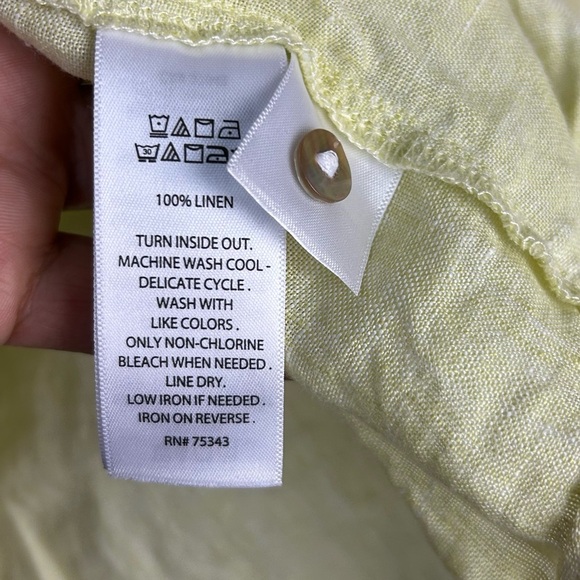 30
100% LINEN
TURN INSIDE OUT.
MACHINE WASH COOL -
DELICATE CYCLE .
WASH WITH
LIKE COLORS .
ONLY NON-CHLORINE
BLEACH WHEN NEEDED .
LINE DRY.
LOW IRON IF NEEDED .
IRON ON REVERSE .
RN# 75343